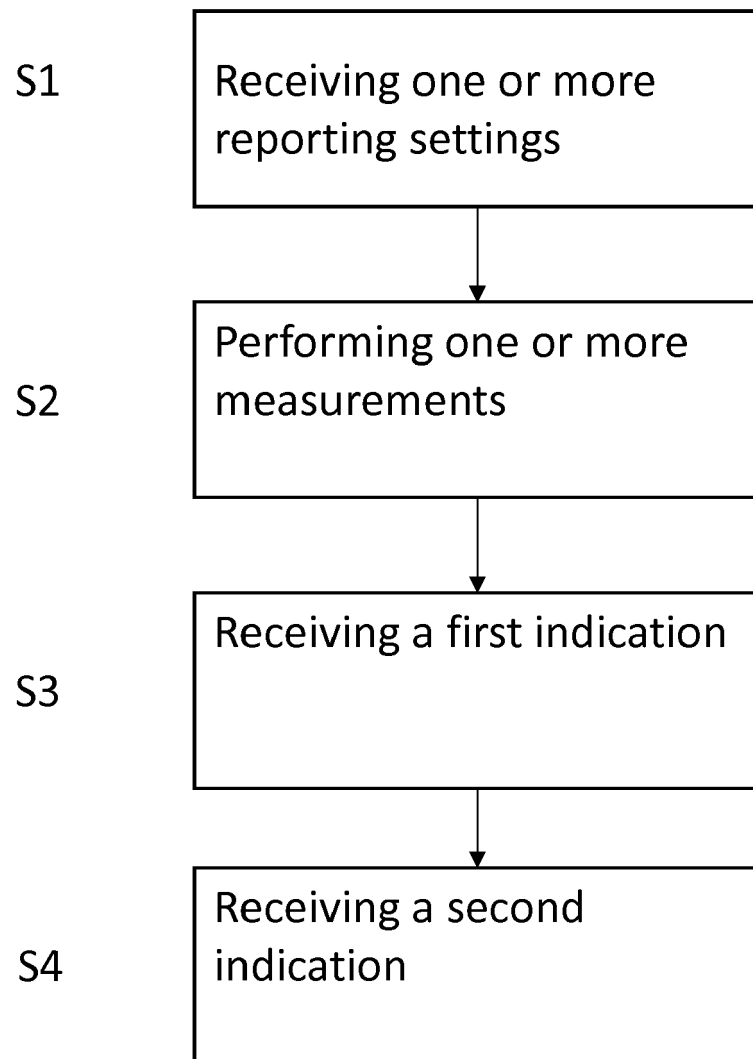 S1
Receiving one or more
reporting settings
S2
Performing one or more
measurements
S3
Receiving a first indication
S4
Receiving a second
indication